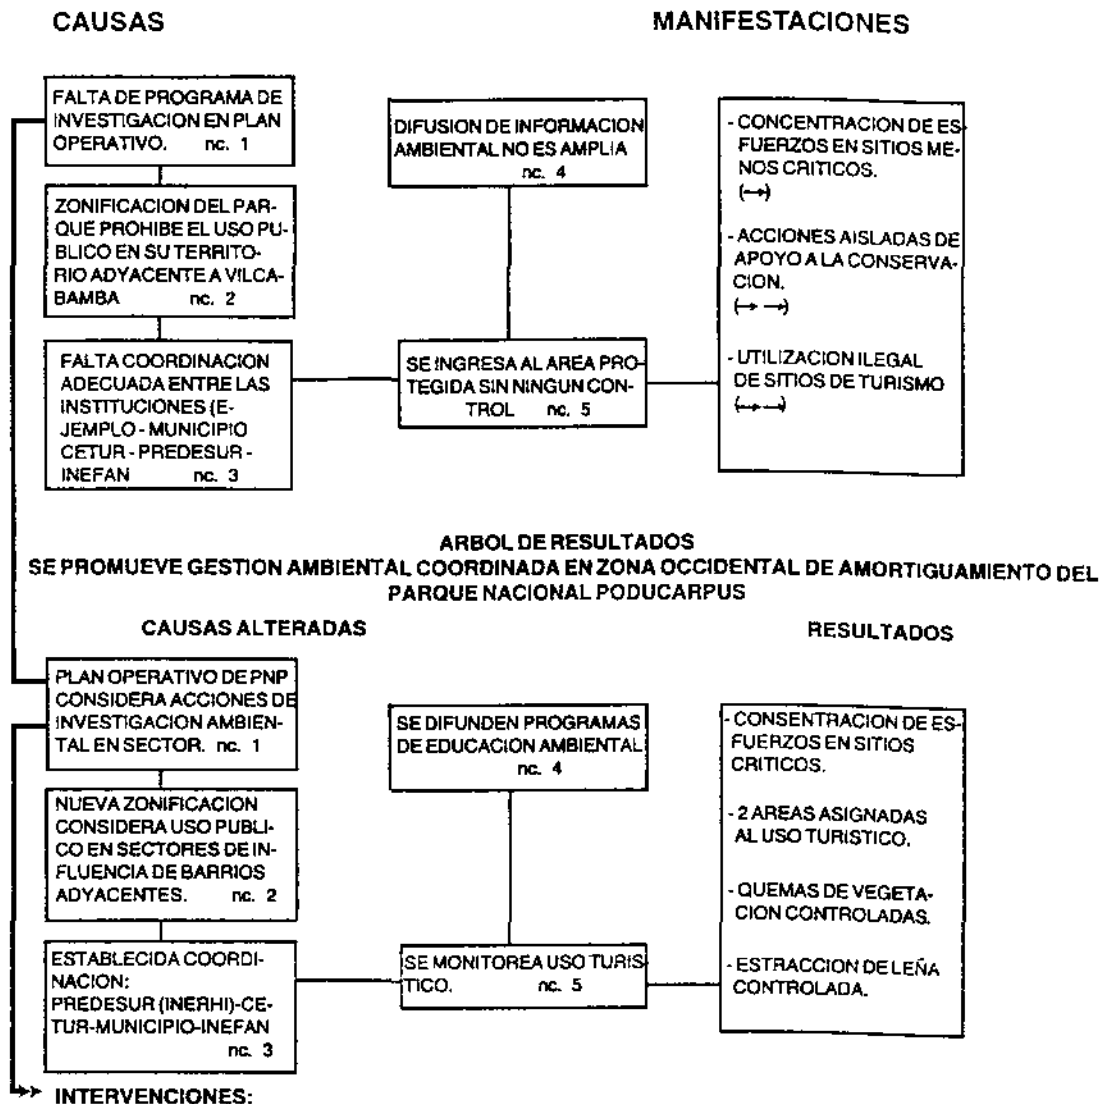 CAUSAS
MANIFESTACIONES
FALTA DE PROGRAMA DE
INVESTIGACION EN PLAN
OPERATIVO. nc. 1
ZONIFICACION DEL PAR-
QUE PROHIBE EL USO PU-
BLICO EN SU TERRITO-
RIO ADYACENTE A VILCA-
BAMBA nc. 2
FALTA COORDINACION
ADECUADA ENTRE LAS
INSTITUCIONES (E-
JEMPLO - MUNICIPIO
CETUR - PREDESUR -
INEFAN nc. 3
DIFUSION DE INFORMACION
AMBIENTAL NO ES AMPLIA
nc. 4
SE INGRESA AL AREA PRO-
TEGIDA SIN NINGUN CON-
TROL nc. 5
- CONCENTRACION DE ES-
FUERZOS EN SITIOS ME-
NOS CRITICOS.
(→)
- ACCIONES AISLADAS DE
APOYO A LA CONSERVA-
CION.
(→ →)
- UTILIZACION ILEGAL
DE SITIOS DE TURISMO
(→ →)
ARBOL DE RESULTADOS
SE PROMUEVE GESTION AMBIENTAL COORDINADA EN ZONA OCCIDENTAL DE AMORTIGUAMIENTO DEL
PARQUE NACIONAL PODUCARPUS
CAUSAS ALTERADAS
RESULTADOS
PLAN OPERATIVO DE PNP
CONSIDERA ACCIONES DE
INVESTIGACION AMBIEN-
TAL EN SECTOR. nc. 1
NUEVA ZONIFICACION
CONSIDERA USO PUBLI-
CO EN SECTORES DE IN-
FLUENCIA DE BARRIOS
ADYACENTES. nc. 2
ESTABLECIDA COORDI-
NACION:
PREDESUR (INERHI)-CE-
TUR-MUNICIPIO-INEFAN
nc. 3
SE DIFUNDEN PROGRAMAS
DE EDUCACION AMBIENTAL
nc. 4
SE MONITOREA USO TURIS-
TICO. nc. 5
- CONSENTRACION DE ES-
FUERZOS EN SITIOS
CRITICOS.
- 2 AREAS ASIGNADAS
AL USO TURISTICO.
- QUEMAS DE VEGETA-
CION CONTROLADAS.
- ESTRACCION DE LEÑA
CONTROLADA.
INTERVENCIONES: